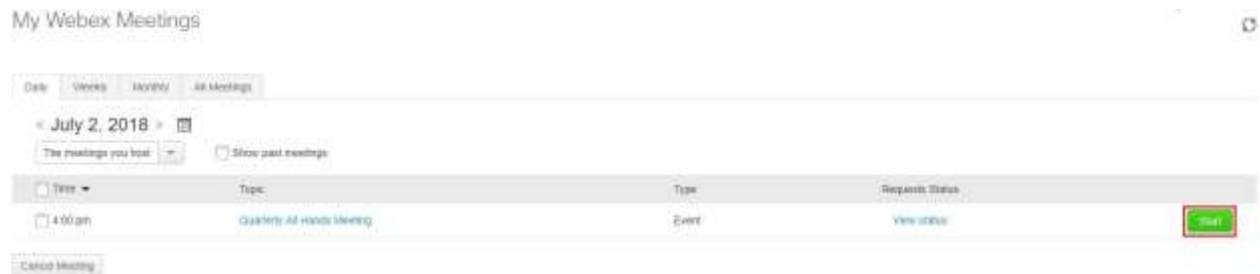 My Webex Meetings
Daily Weekly Monthly All Meetings
< July 2, 2018 >
The meetings you host Show past meetings
Time Topic Type Requests Status
4:00 pm Quarterly All Hands Meeting Event View status Start
Cancel Meeting